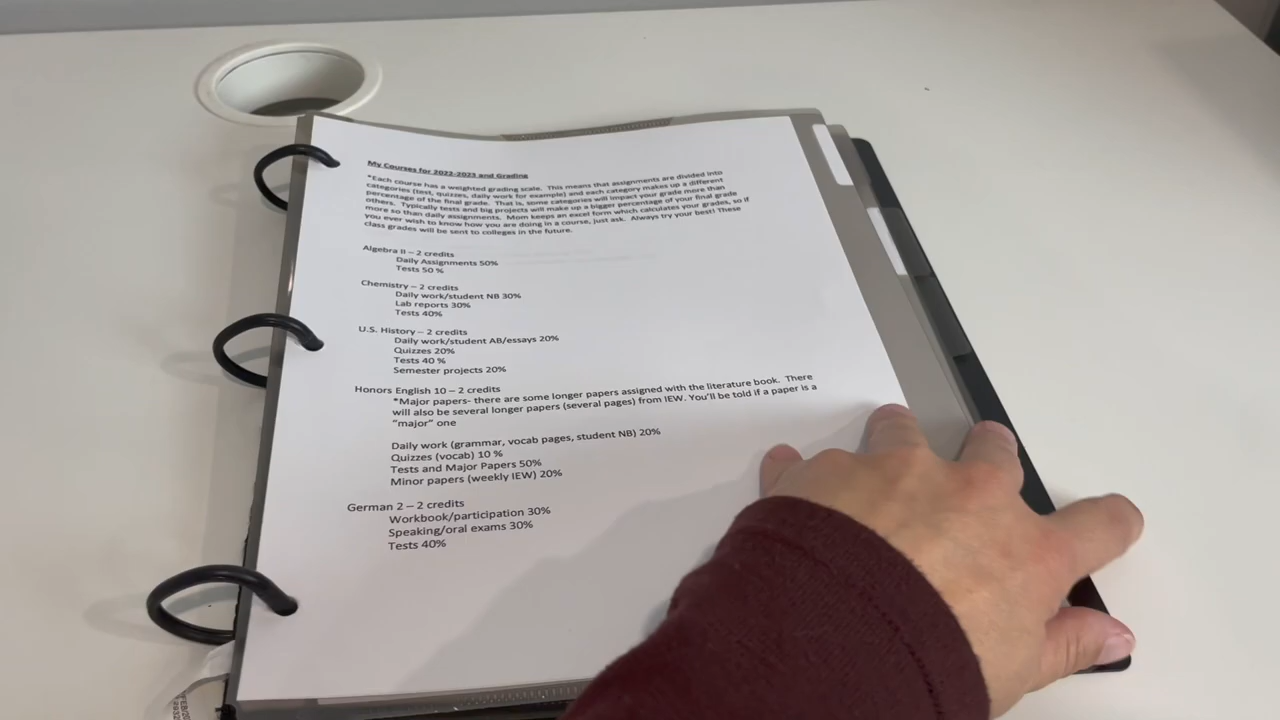 My Courses for 2022-2023 and Grading
*Each course has a weighted grading scale. This means that assignments are divided into
categories (test, quizzes, daily work for example) and each category makes up a different
percentage of the final grade. That is, some categories will impact your grade more than
others. Typically tests and big projects will make up a bigger percentage of your final grade
more so than daily assignments. Mom keeps an excel form which calculates your grades, so if
you ever wish to know how you are doing in a course, just ask. Always try your best! These
class grades will be sent to colleges in the future.
Algebra II – 2 credits
Daily Assignments 50%
Tests 50 %
Chemistry – 2 credits
Daily work/student NB 30%
Lab reports 30%
Tests 40%
U.S. History – 2 credits
Daily work/student AB/essays 20%
Quizzes 20%
Tests 40 %
Semester projects 20%
Honors English 10 – 2 credits
*Major papers- there are some longer papers assigned with the literature book. There
will also be several longer papers (several pages) from IEW. You'll be told if a paper is a
"major" one
Daily work (grammar, vocab pages, student NB) 20%
Quizzes (vocab) 10 %
Tests and Major Papers 50%
Minor papers (weekly IEW) 20%
German 2 – 2 credits
Workbook/participation 30%
Speaking/oral exams 30%
Tests 40%